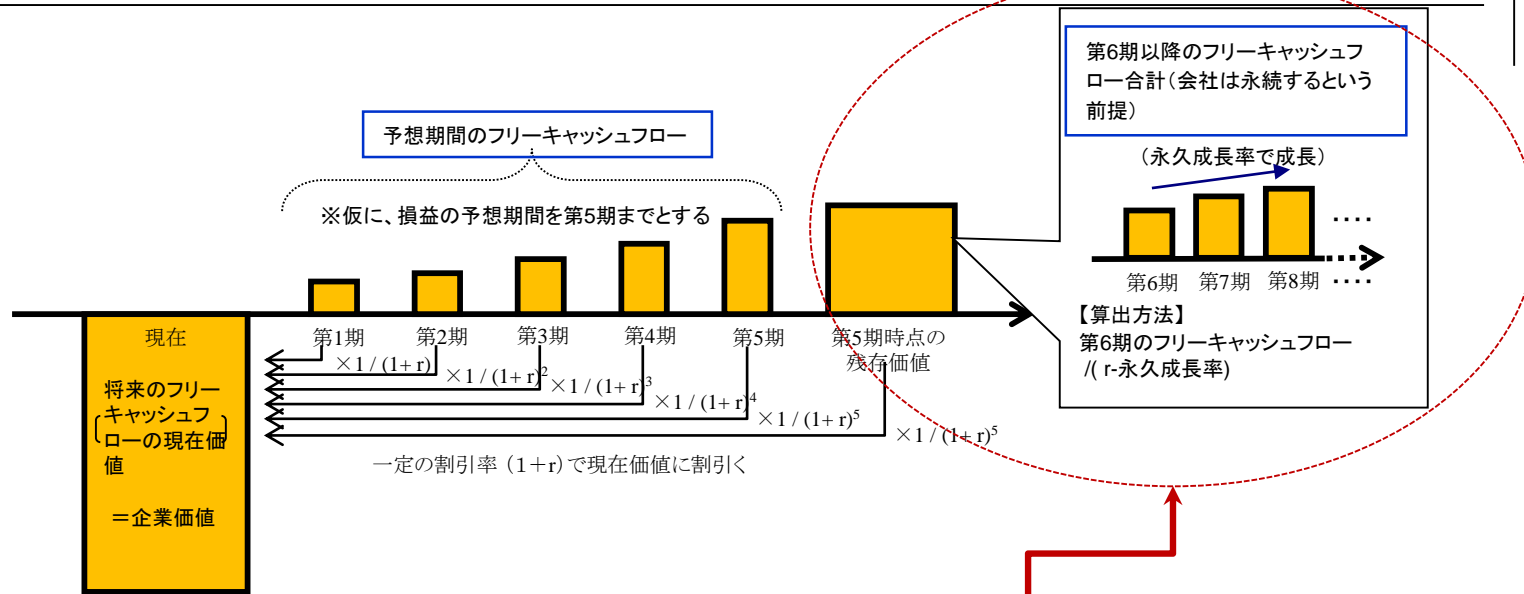 第6期以降のフリーキャッシュフ
ロー合計（会社は永続するという
前提）
（永久成長率で成長）
‥‥
第6期
第7期
第8期
‥‥
【算出方法】
第6期のフリーキャッシュフロー
/( r-永久成長率)
予想期間のフリーキャッシュフロー
※仮に、損益の予想期間を第5期までとする
現在
第1期
第2期
第3期
第4期
第5期
第5期時点の
残存価値
×1 / (1+ r)
×1 / (1+ r)²
×1 / (1+ r)³
×1 / (1+ r)⁴
×1 / (1+ r)⁵
×1 / (1+ r)⁵
将来のフリー
キャッシュフ
ローの現在価
値
＝企業価値
一定の割引率（1＋r）で現在価値に割引く